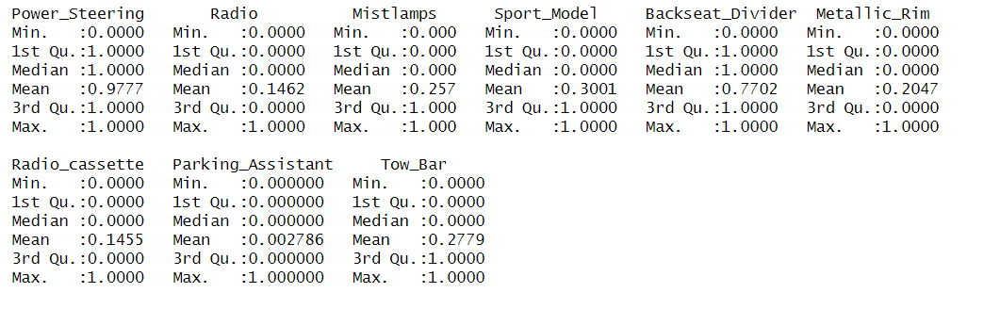 Power_Steering Radio Mistlamps Sport_Model Backseat_Divider Metallic_Rim
Min. :0.0000 Min. :0.0000 Min. :0.000 Min. :0.0000 Min. :0.0000 Min. :0.0000
1st Qu.:1.0000 1st Qu.:0.0000 1st Qu.:0.000 1st Qu.:0.0000 1st Qu.:1.0000 1st Qu.:0.0000
Median :1.0000 Median :0.0000 Median :0.000 Median :0.0000 Median :1.0000 Median :0.0000
Mean :0.9777 Mean :0.1462 Mean :0.257 Mean :0.3001 Mean :0.7702 Mean :0.2047
3rd Qu.:1.0000 3rd Qu.:0.0000 3rd Qu.:1.000 3rd Qu.:1.0000 3rd Qu.:1.0000 3rd Qu.:0.0000
Max. :1.0000 Max. :1.0000 Max. :1.000 Max. :1.0000 Max. :1.0000 Max. :1.0000
Radio_cassette Parking_Assistant Tow_Bar
Min. :0.0000 Min. :0.000000 Min. :0.0000
1st Qu.:0.0000 1st Qu.:0.000000 1st Qu.:0.0000
Median :0.0000 Median :0.000000 Median :0.0000
Mean :0.1455 Mean :0.002786 Mean :0.2779
3rd Qu.:0.0000 3rd Qu.:0.000000 3rd Qu.:1.0000
Max. :1.0000 Max. :1.000000 Max. :1.0000